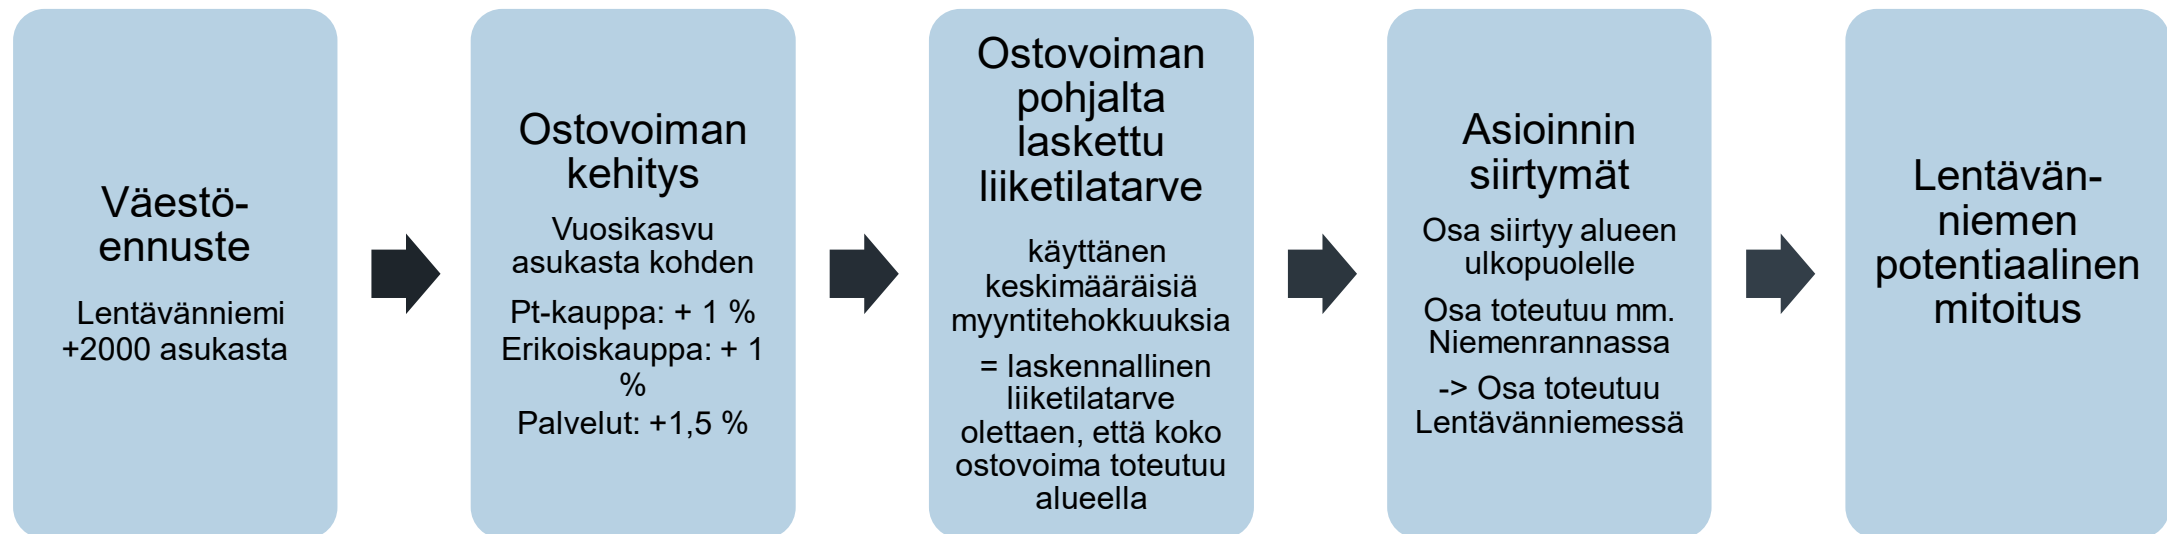 Väestö-
ennuste
Lentävänniemi
+2000 asukasta
Ostovoiman
kehitys
Vuosikasvu
asukasta kohden
Pt-kauppa: + 1 %
Erikoiskauppa: + 1
%
Palvelut: +1,5 %
Ostovoiman
pohjalta
laskettu
liiketilatarve
käyttänen
keskimääräisiä
myyntitehokkuuksia
= laskennallinen
liiketilatarve
olettaen, että koko
ostovoima toteutuu
alueella
Asioinnin
siirtymät
Osa siirtyy alueen
ulkopuolelle
Osa toteutuu mm.
Niemenrannassa
-> Osa toteutuu
Lentävänniemessä
Lentävän-
niemen
potentiaalinen
mitoitus